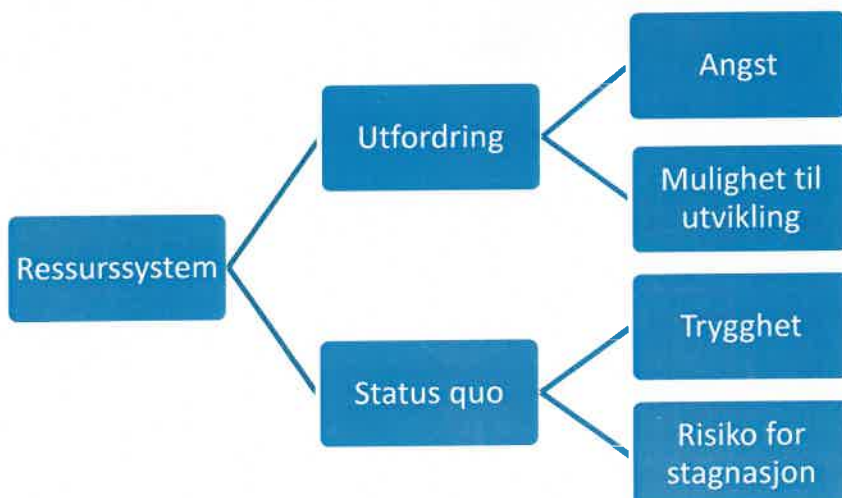 Ressurssystem
Utfordring
Angst
Mulighet til
utvikling
Status quo
Trygghet
Risiko for
stagnasjon